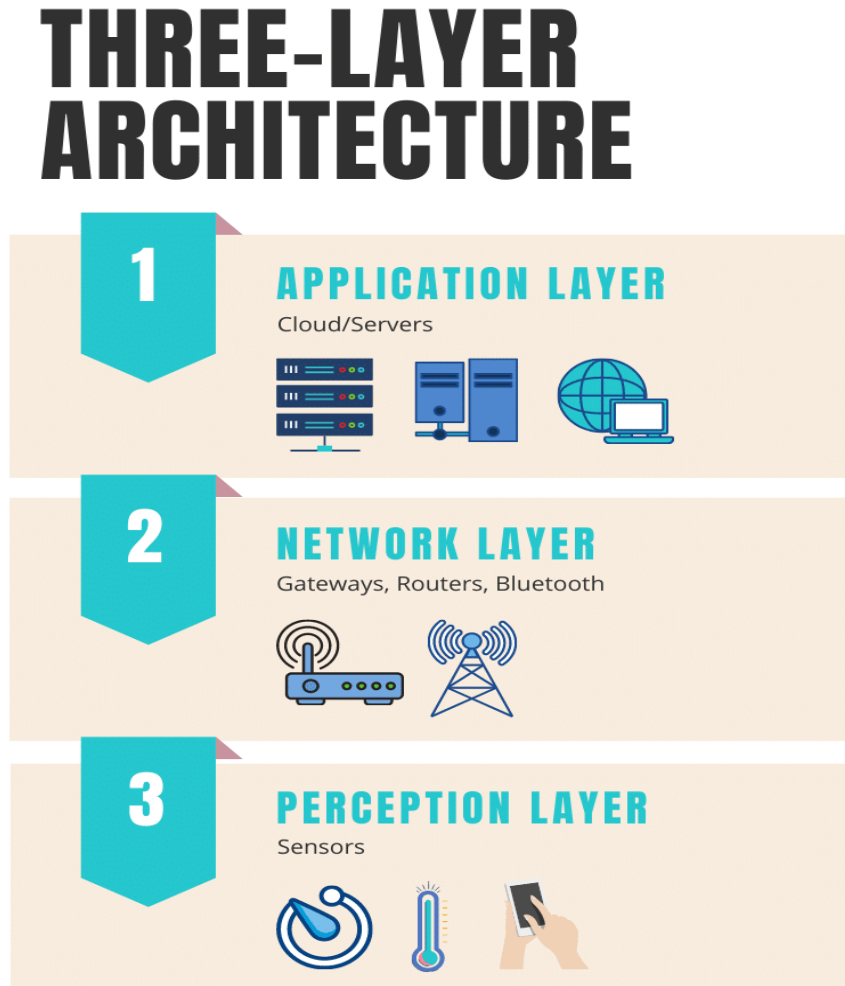 THREE-LAYER
ARCHITECTURE
1
APPLICATION LAYER
Cloud/Servers
2
NETWORK LAYER
Gateways, Routers, Bluetooth
3
PERCEPTION LAYER
Sensors